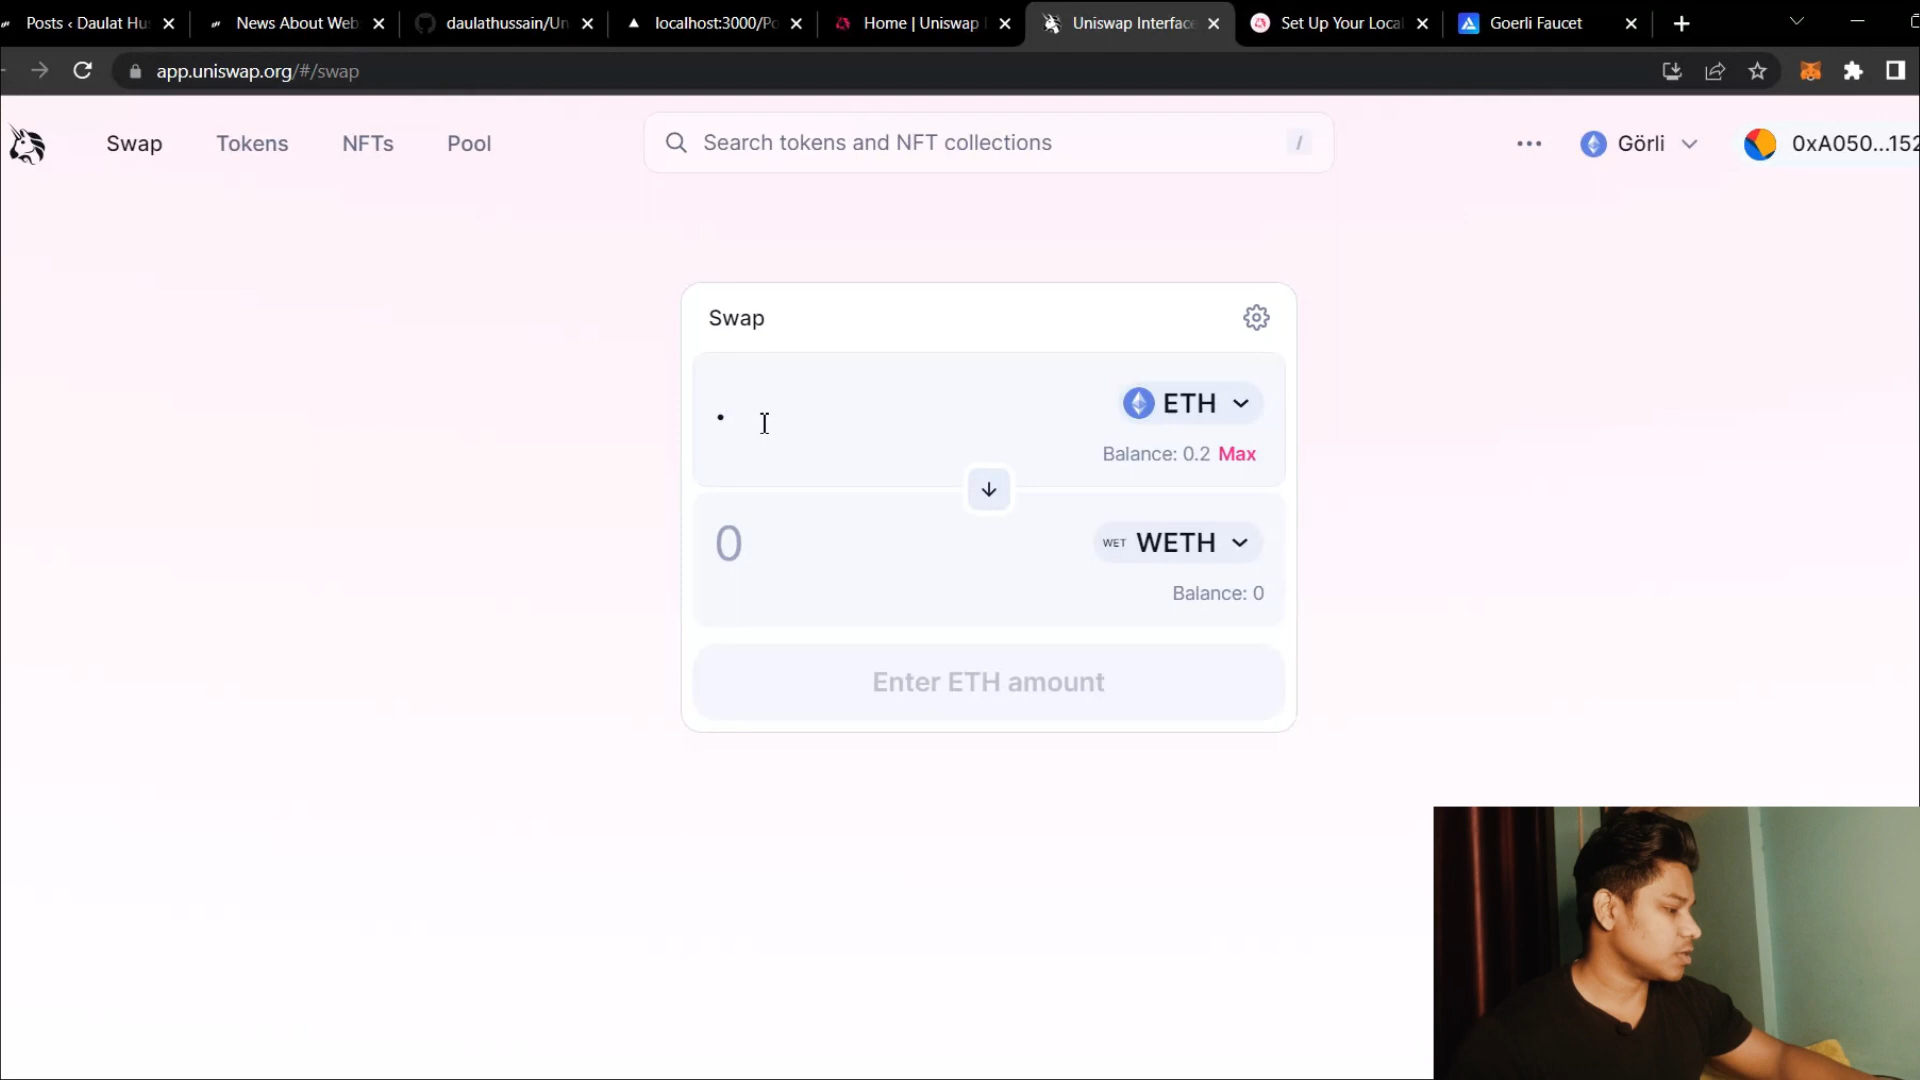 Posts ‹ Daulat Hu
News About Web
daulathussain/Un
localhost:3000/Po
Home | Uniswap
Uniswap Interface
Set Up Your Local
Goerli Faucet
app.uniswap.org/#/swap
Swap
Tokens
NFTs
Pool
Search tokens and NFT collections
/
Görli
0xA050...152
Swap
.
ETH
Balance: 0.2 Max
0
WET WETH
Balance: 0
Enter ETH amount